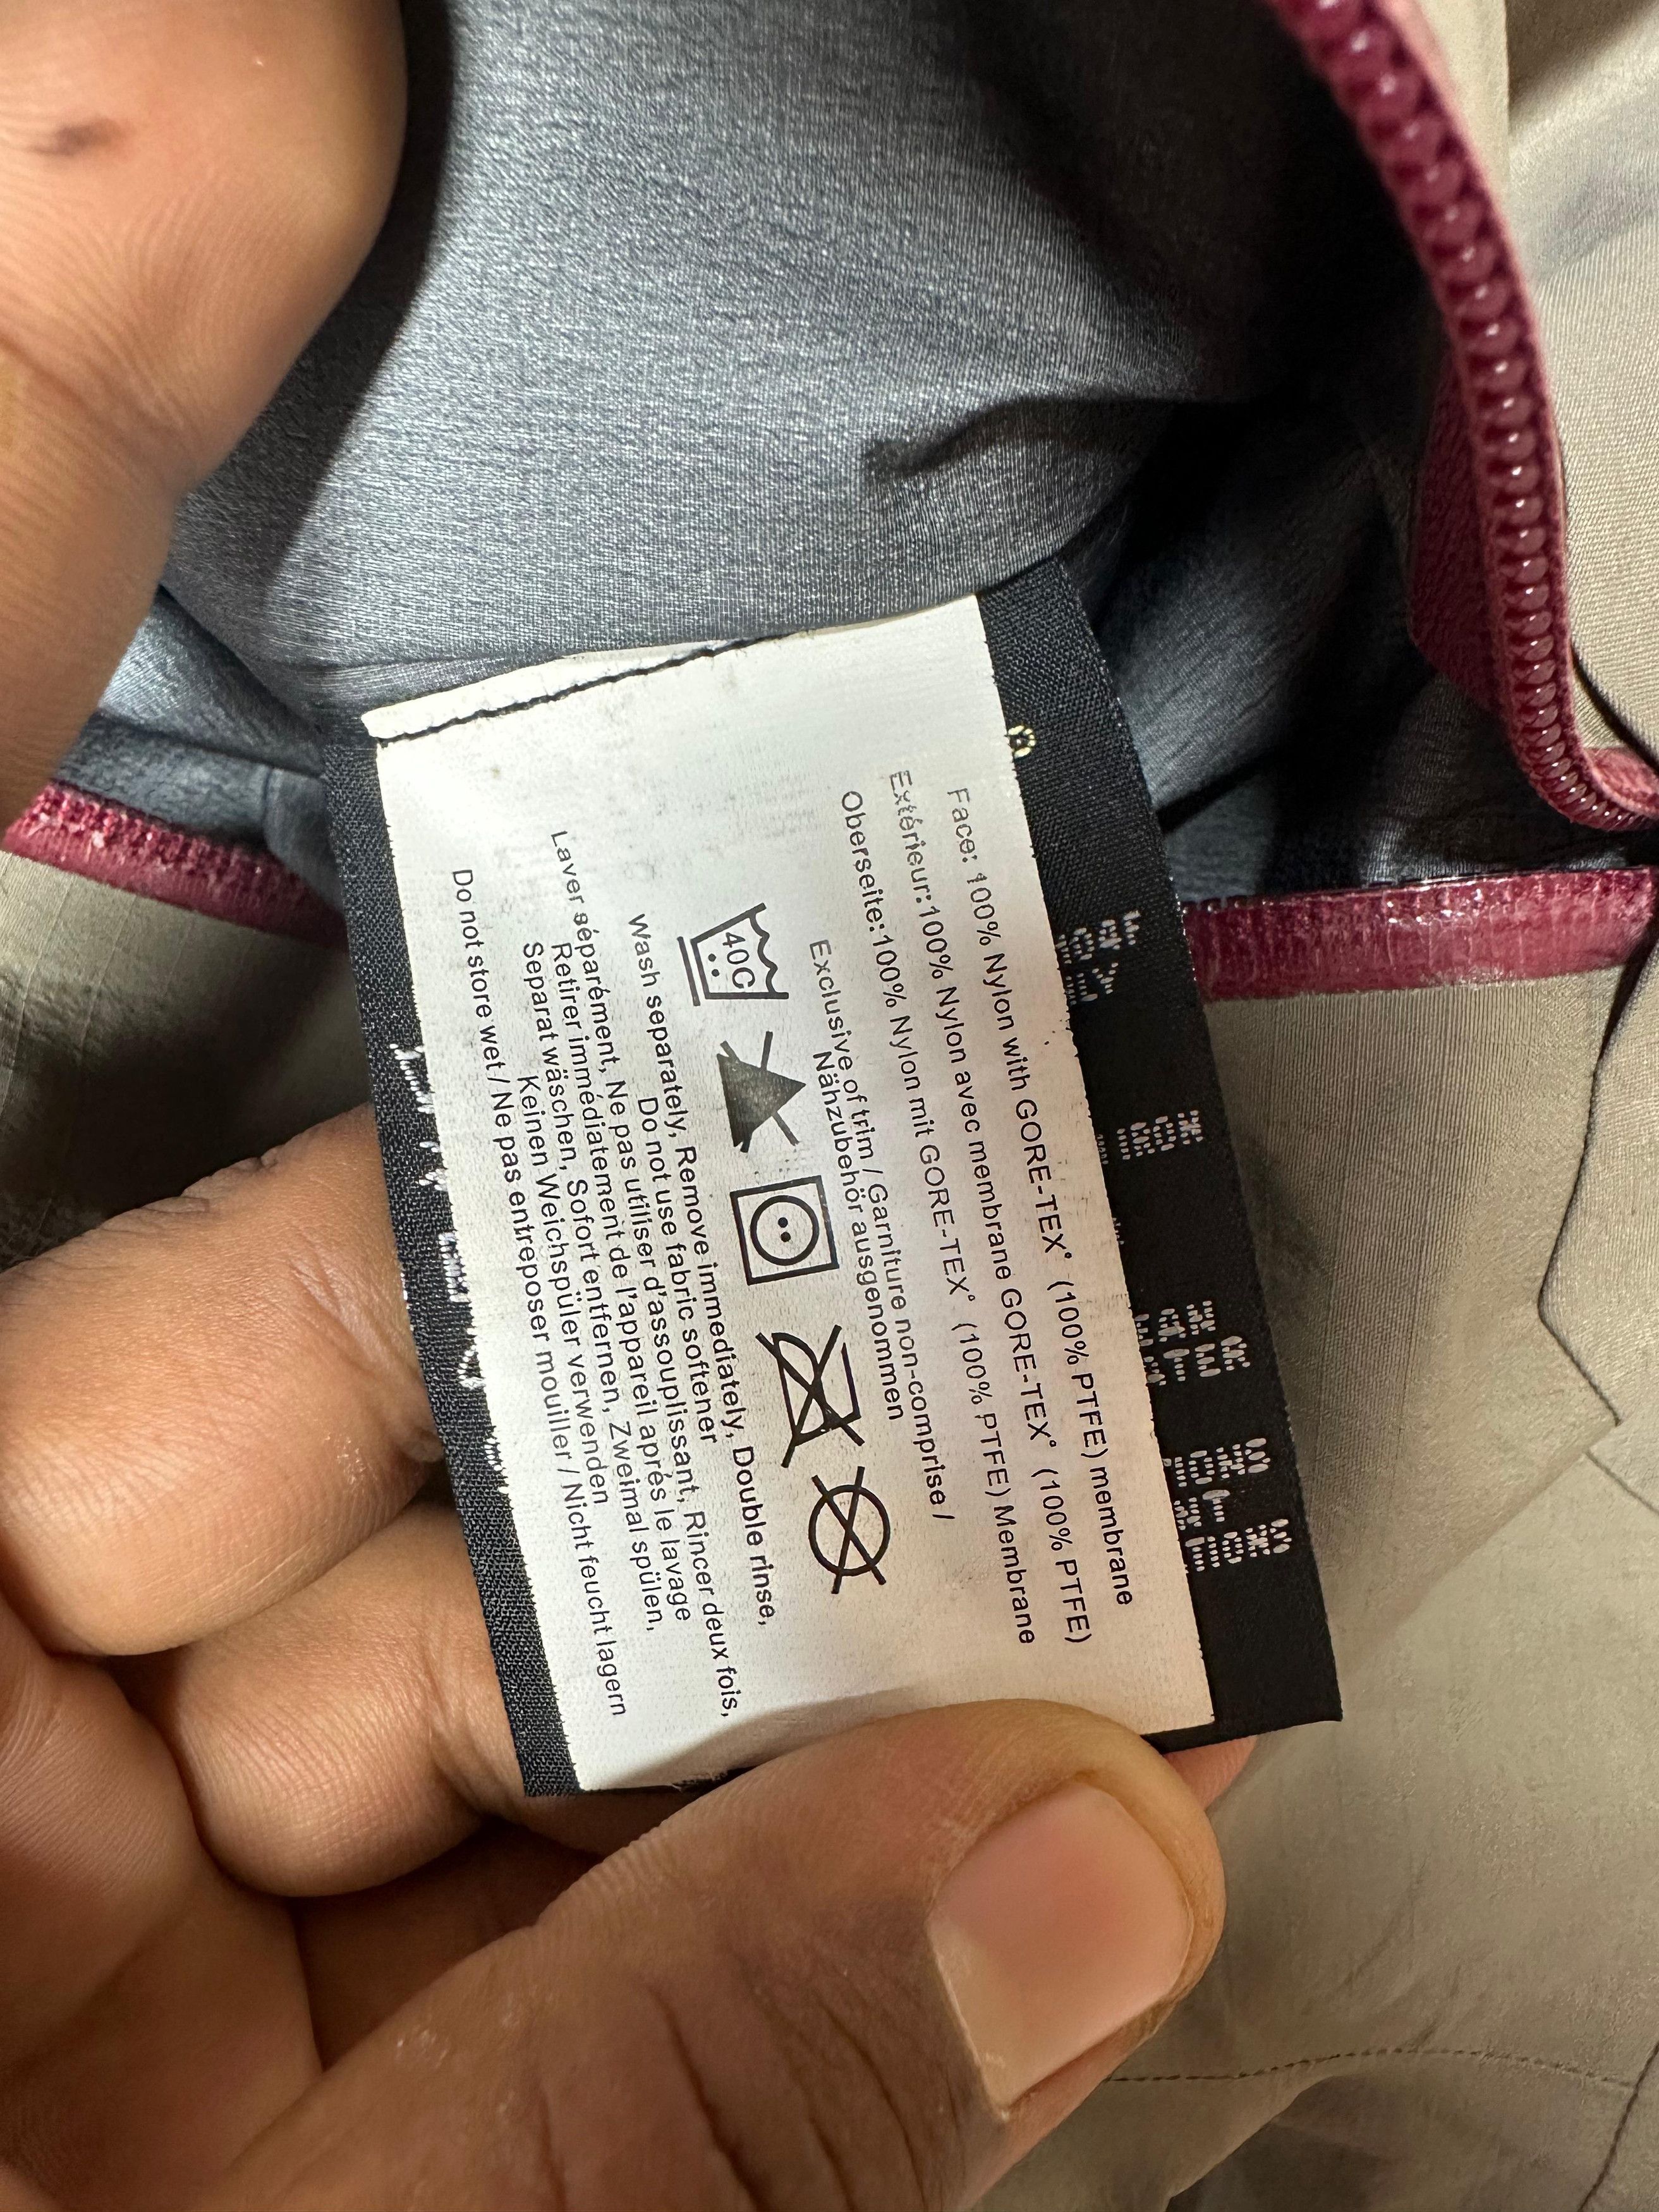 Face: 100% Nylon with GORE-TEX® (100% PTFE) membrane
Extérieur:100% Nylon avec membrane GORE-TEX® (100% PTFE)
Oberseite:100% Nylon mit GORE-TEX® (100% PTFE) Membrane
Exclusive of trim / Garniture non-comprise /
Nähzubehör ausgenommen
40C
Wash separately, Remove immediately, Double rinse,
Do not use fabric softener
Laver séparément, Ne pas utiliser d'assouplissant, Rincer deux fois,
Retirer immédiatement de l'appareil aprés le lavage
Separat wäschen, Sofort entfernen, Zweimal spülen,
Keinen Weichspüler verwenden
Do not store wet / Ne pas entreposer mouiller / Nicht feucht lagern